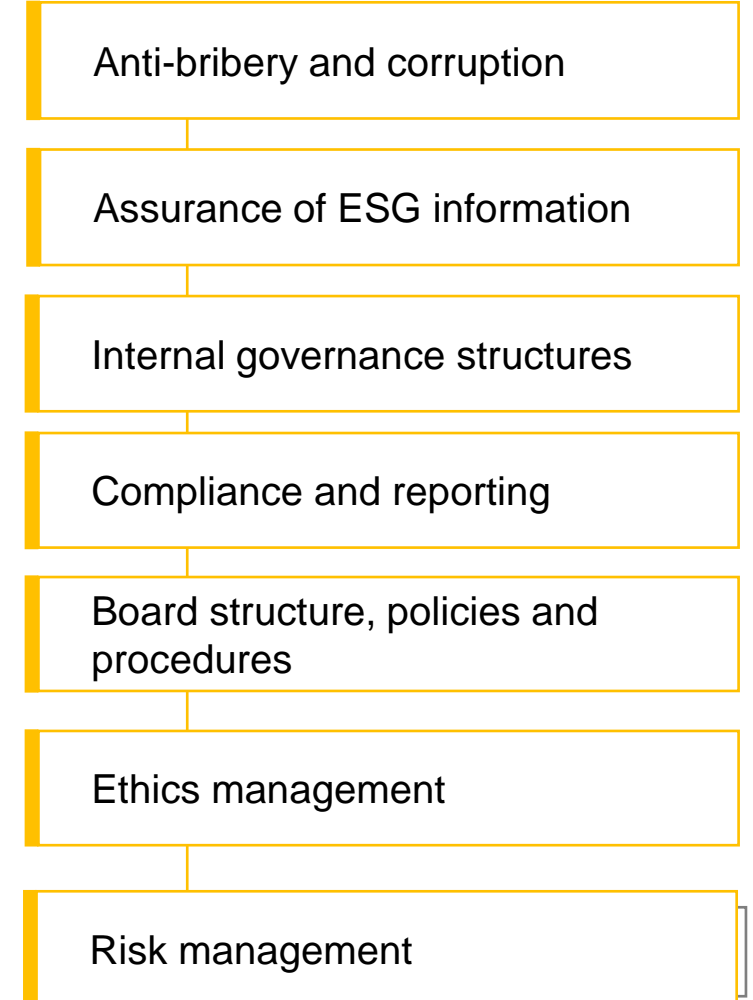 Anti-bribery and corruption
Assurance of ESG information
Internal governance structures
Compliance and reporting
Board structure, policies and
procedures
Ethics management
Risk management